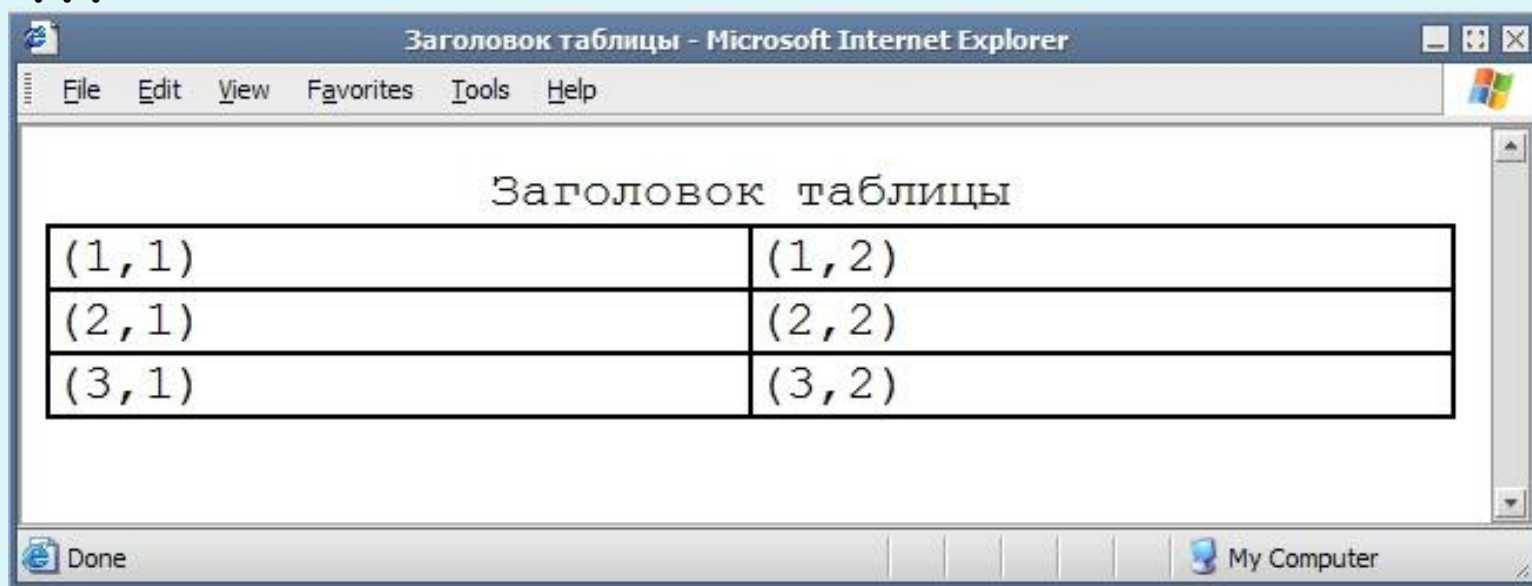 Заголовок таблицы - Microsoft Internet Explorer
File Edit View Favorites Tools Help
Заголовок таблицы
(1,1) (1,2)
(2,1) (2,2)
(3,1) (3,2)
Done My Computer